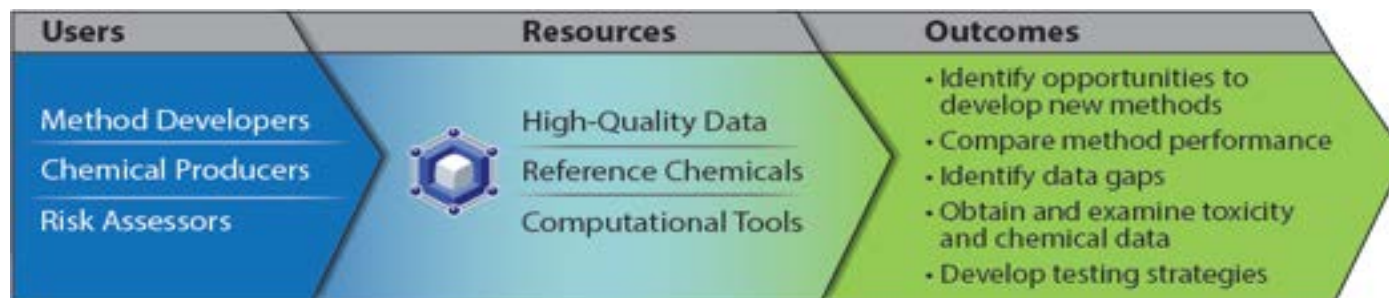 Users
Method Developers
Chemical Producers
Risk Assessors
Resources
High-Quality Data
Reference Chemicals
Computational Tools
Outcomes
• Identify opportunities to
develop new methods
• Compare method performance
• Identify data gaps
• Obtain and examine toxicity
and chemical data
• Develop testing strategies